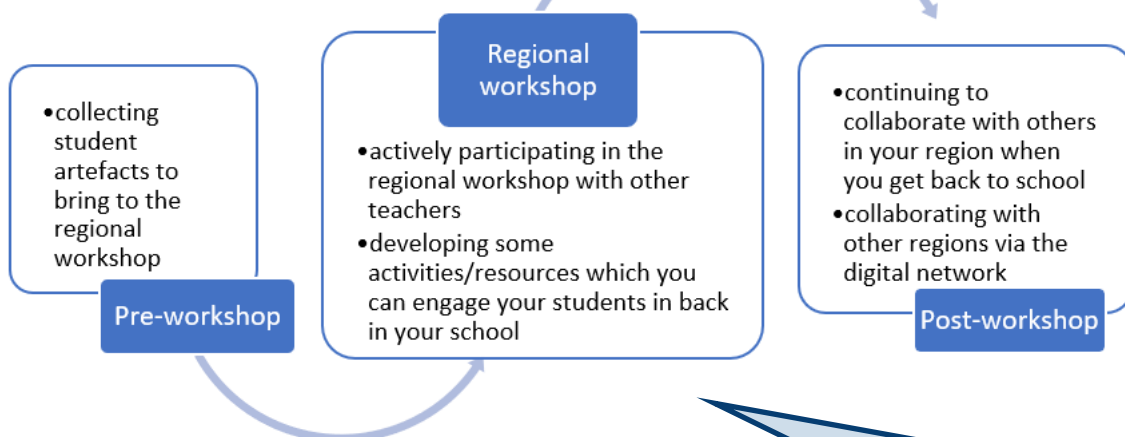 •collecting
student
artefacts to
bring to the
regional
workshop
Pre-workshop
Regional
workshop
•actively participating in the
regional workshop with other
teachers
•developing some
activities/resources which you
can engage your students in back
in your school
•continuing to
collaborate with others
in your region when
you get back to school
•collaborating with
other regions via the
digital network
Post-workshop